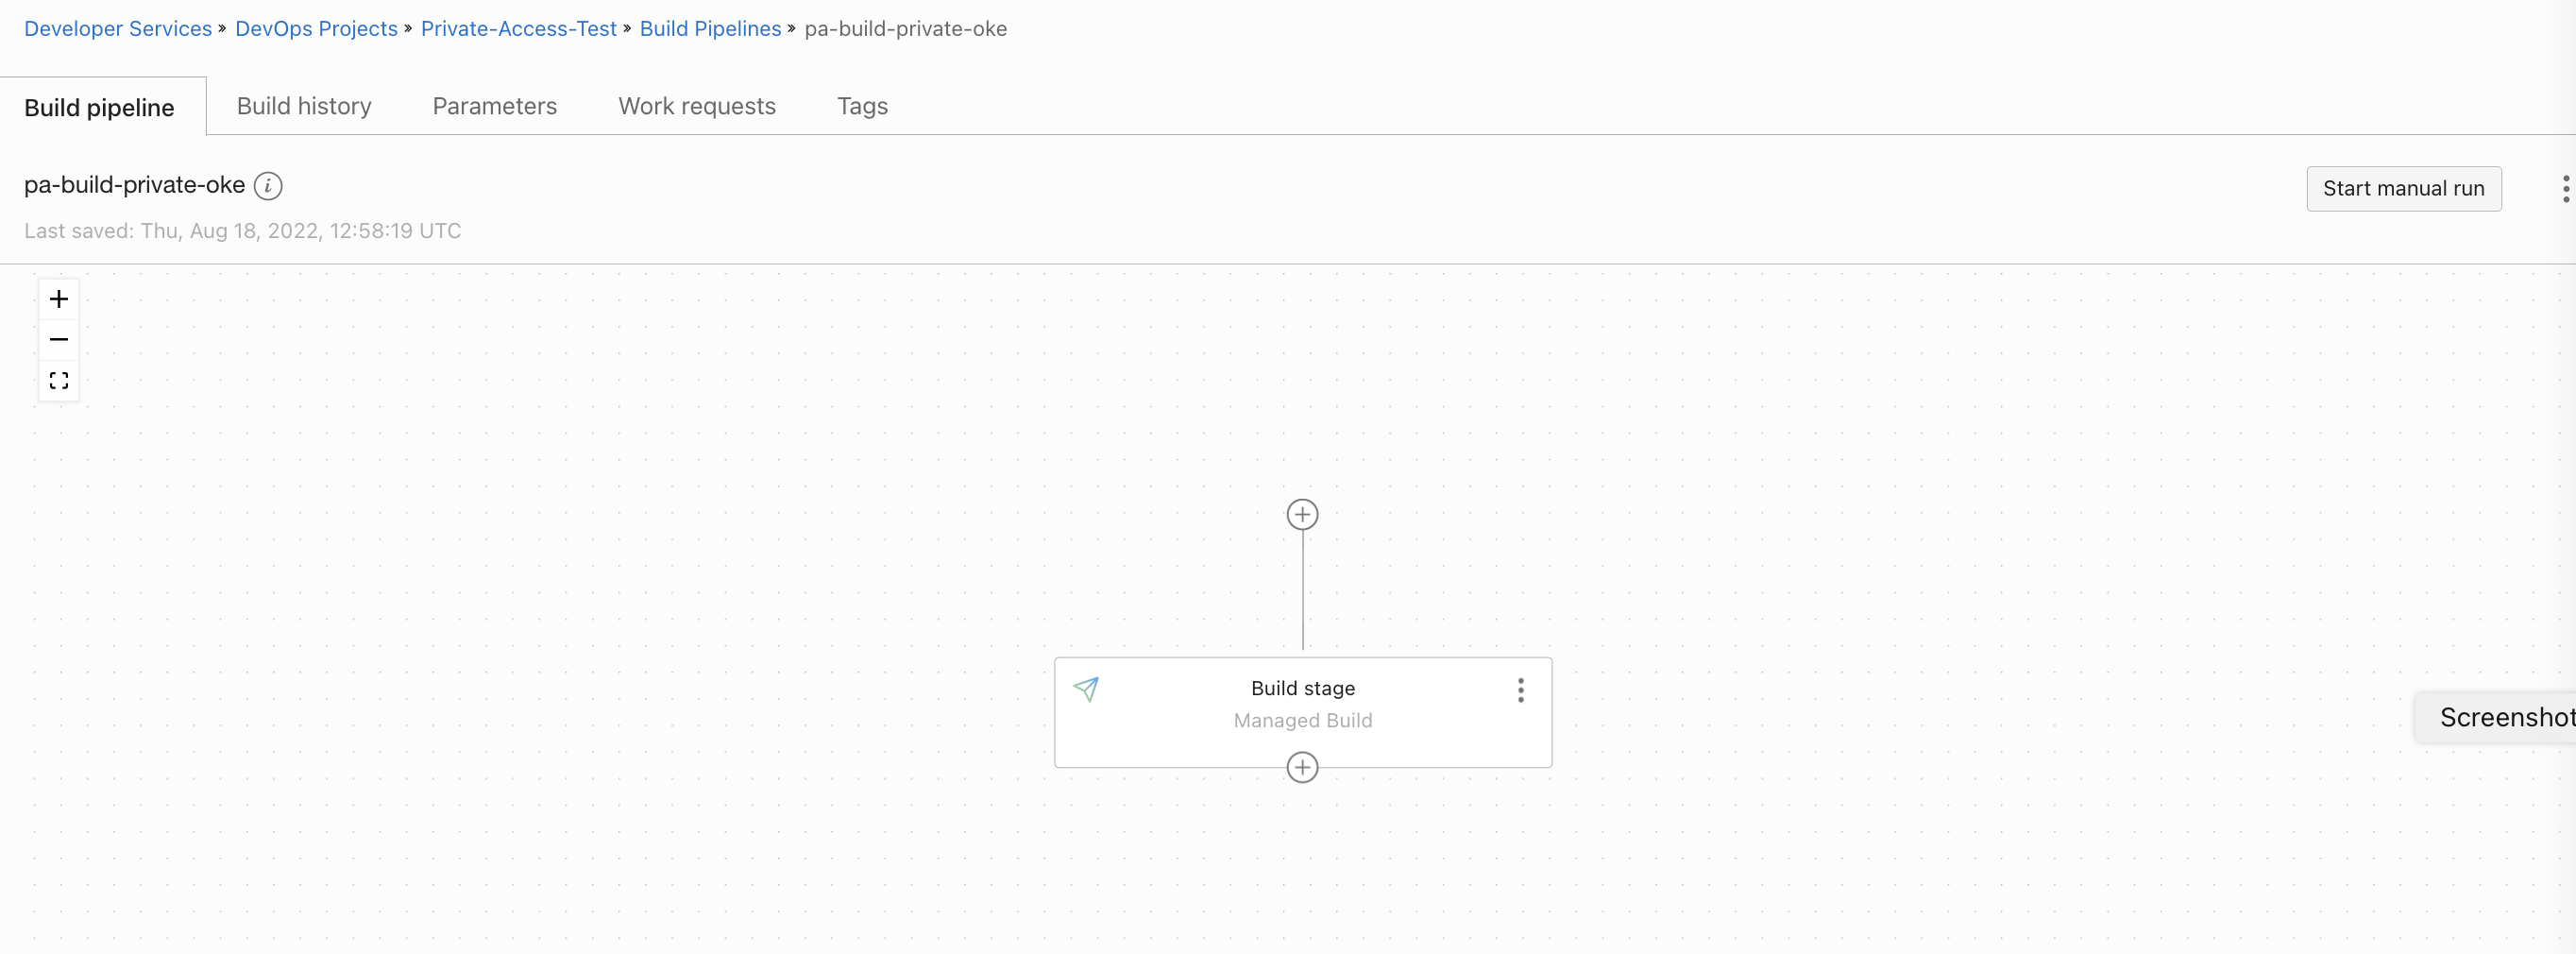 Developer Services » DevOps Projects » Private-Access-Test » Build Pipelines » pa-build-private-oke
Build pipeline Build history Parameters Work requests Tags
pa-build-private-oke i
Start manual run
Last saved: Thu, Aug 18, 2022, 12:58:19 UTC
Build stage
Managed Build
Screenshot